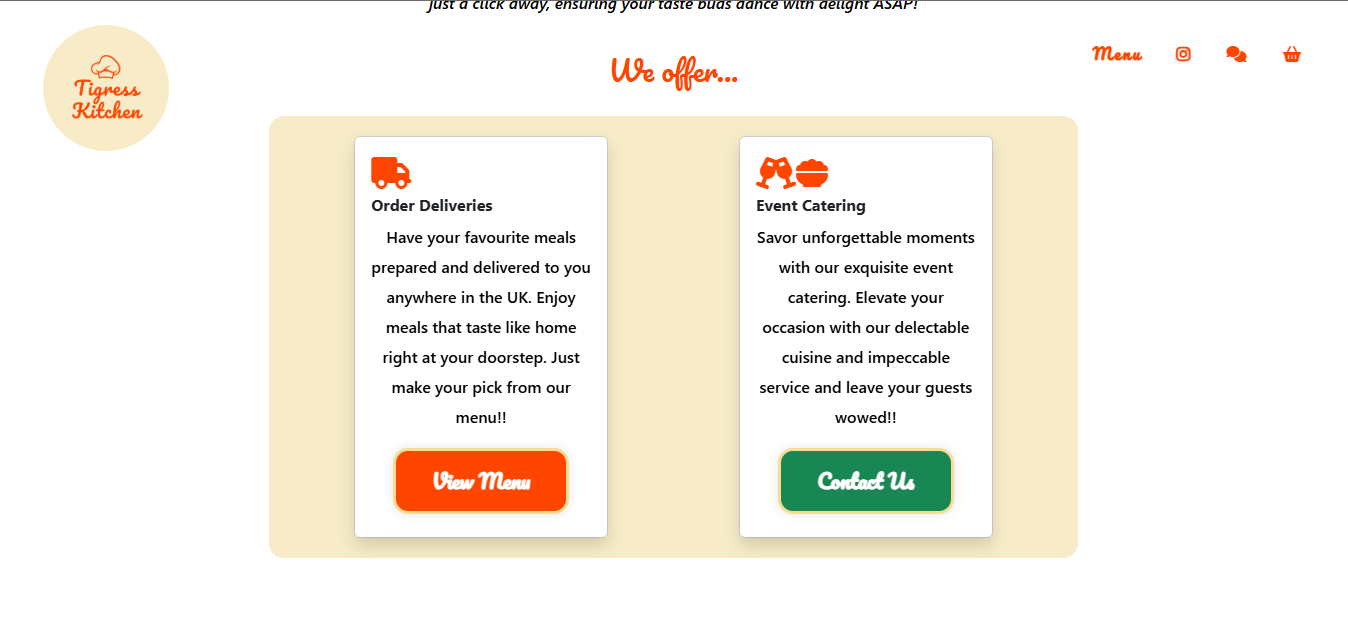 just a click away, ensuring your taste buds dance with delight ASAP!
Tigress
Kitchen
Menu
We offer...
Order Deliveries
Have your favourite meals
prepared and delivered to you
anywhere in the UK. Enjoy
meals that taste like home
right at your doorstep. Just
make your pick from our
menu!!
View Menu
Event Catering
Savor unforgettable moments
with our exquisite event
catering. Elevate your
occasion with our delectable
cuisine and impeccable
service and leave your guests
wowed!!
Contact Us